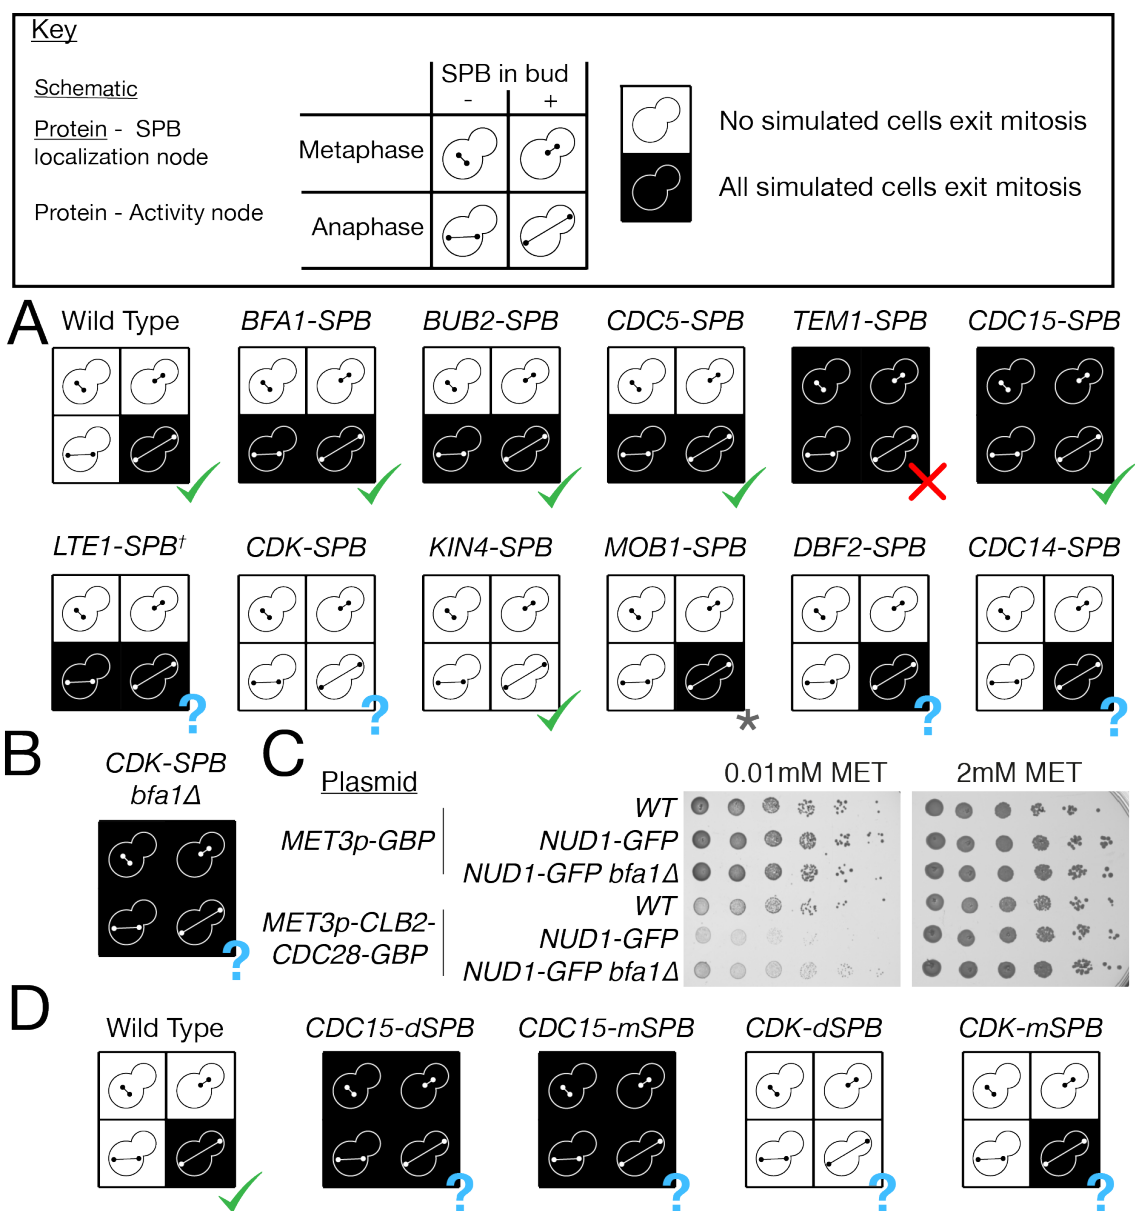 Key
Schematic
Protein - SPB
localization node
Protein - Activity node
SPB in bud
- +
Metaphase
Anaphase
No simulated cells exit mitosis
All simulated cells exit mitosis
A
Wild Type BFA1-SPB BUB2-SPB CDC5-SPB TEM1-SPB CDC15-SPB
LTE1-SPB† CDK-SPB KIN4-SPB MOB1-SPB DBF2-SPB CDC14-SPB
? ? * ? ?
B
CDK-SPB
bfa1Δ
?
C
Plasmid
0.01mM MET 2mM MET
MET3p-GBP
WT
NUD1-GFP
NUD1-GFP bfa1Δ
MET3p-CLB2-
CDC28-GBP
WT
NUD1-GFP
NUD1-GFP bfa1Δ
D
Wild Type CDC15-dSPB CDC15-mSPB CDK-dSPB CDK-mSPB
? ? ? ?